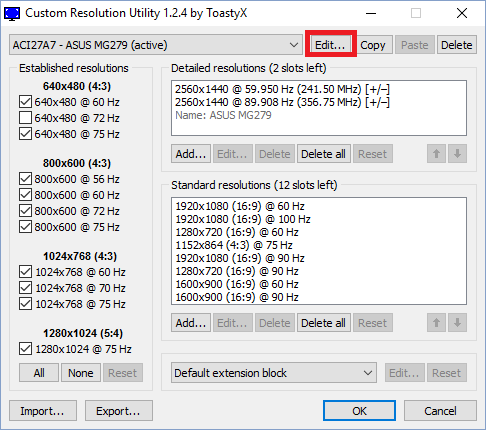 Custom Resolution Utility 1.2.4 by ToastyX
ACI27A7 - ASUS MG279 (active)
Edit...
Copy
Paste
Delete
Established resolutions
640x480 (4:3)
640x480 @ 60 Hz
640x480 @ 72 Hz
640x480 @ 75 Hz
800x600 (4:3)
800x600 @ 56 Hz
800x600 @ 60 Hz
800x600 @ 72 Hz
800x600 @ 75 Hz
1024x768 (4:3)
1024x768 @ 60 Hz
1024x768 @ 70 Hz
1024x768 @ 75 Hz
1280x1024 (5:4)
1280x1024 @ 75 Hz
All
None
Reset
Detailed resolutions (2 slots left)
2560x1440 @ 59.950 Hz (241.50 MHz) [+/−]
2560x1440 @ 89.908 Hz (356.75 MHz) [+/−]
Name: ASUS MG279
Add...
Edit...
Delete
Delete all
Reset
Standard resolutions (12 slots left)
1920x1080 (16:9) @ 60 Hz
1920x1080 (16:9) @ 100 Hz
1280x720 (16:9) @ 60 Hz
1152x864 (4:3) @ 75 Hz
1920x1080 (16:9) @ 90 Hz
1280x720 (16:9) @ 90 Hz
1600x900 (16:9) @ 60 Hz
1600x900 (16:9) @ 90 Hz
Add...
Edit...
Delete
Delete all
Reset
Default extension block
Edit...
Reset
Import...
Export...
OK
Cancel